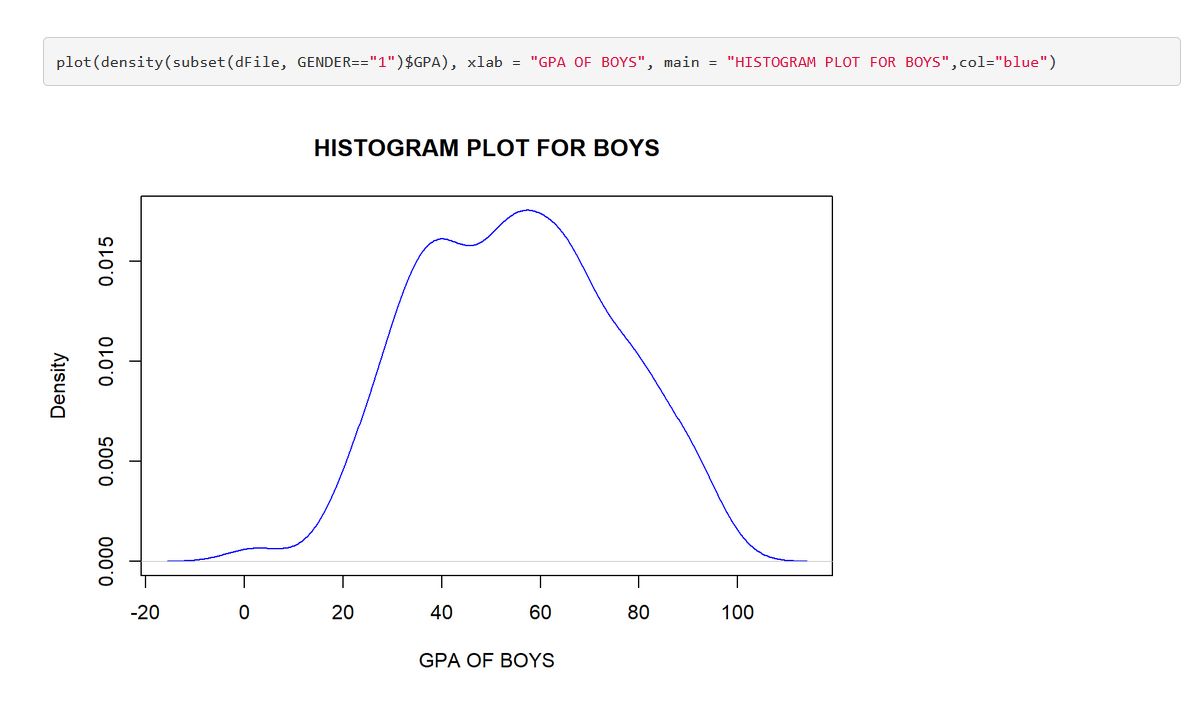 plot(density(subset(dFile, GENDER=="1")$GPA), xlab = "GPA OF BOYS", main = "HISTOGRAM PLOT FOR BOYS",col="blue")
HISTOGRAM PLOT FOR BOYS
Density
0.015
0.010
0.005
0.000
-20 0 20 40 60 80 100
GPA OF BOYS